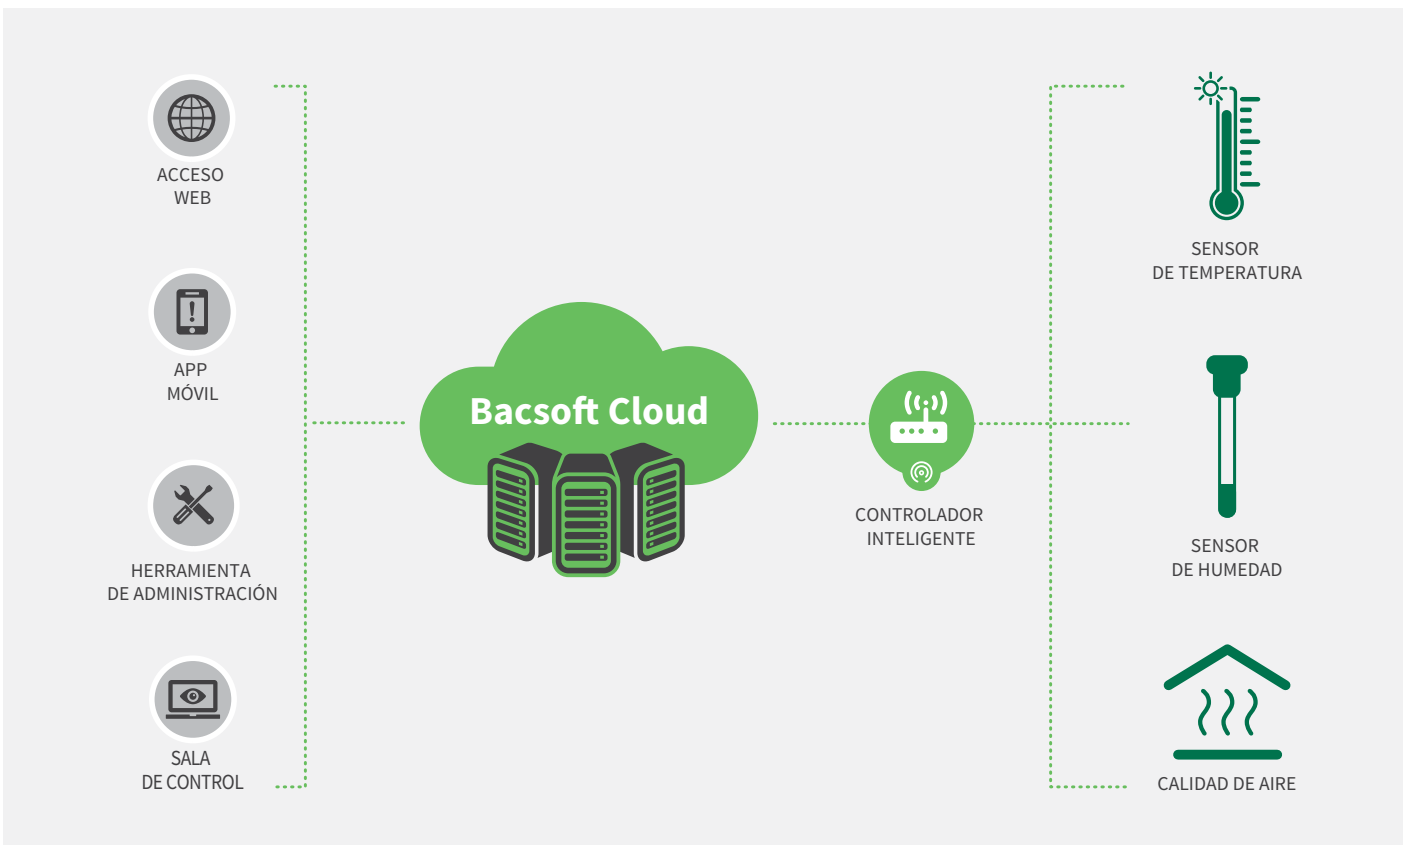 ACCESO
WEB
APP
MÓVIL
HERRAMIENTA
DE ADMINISTRACIÓN
SALA
DE CONTROL
Bacsoft Cloud
CONTROLADOR
INTELIGENTE
SENSOR
DE TEMPERATURA
SENSOR
DE HUMEDAD
CALIDAD DE AIRE